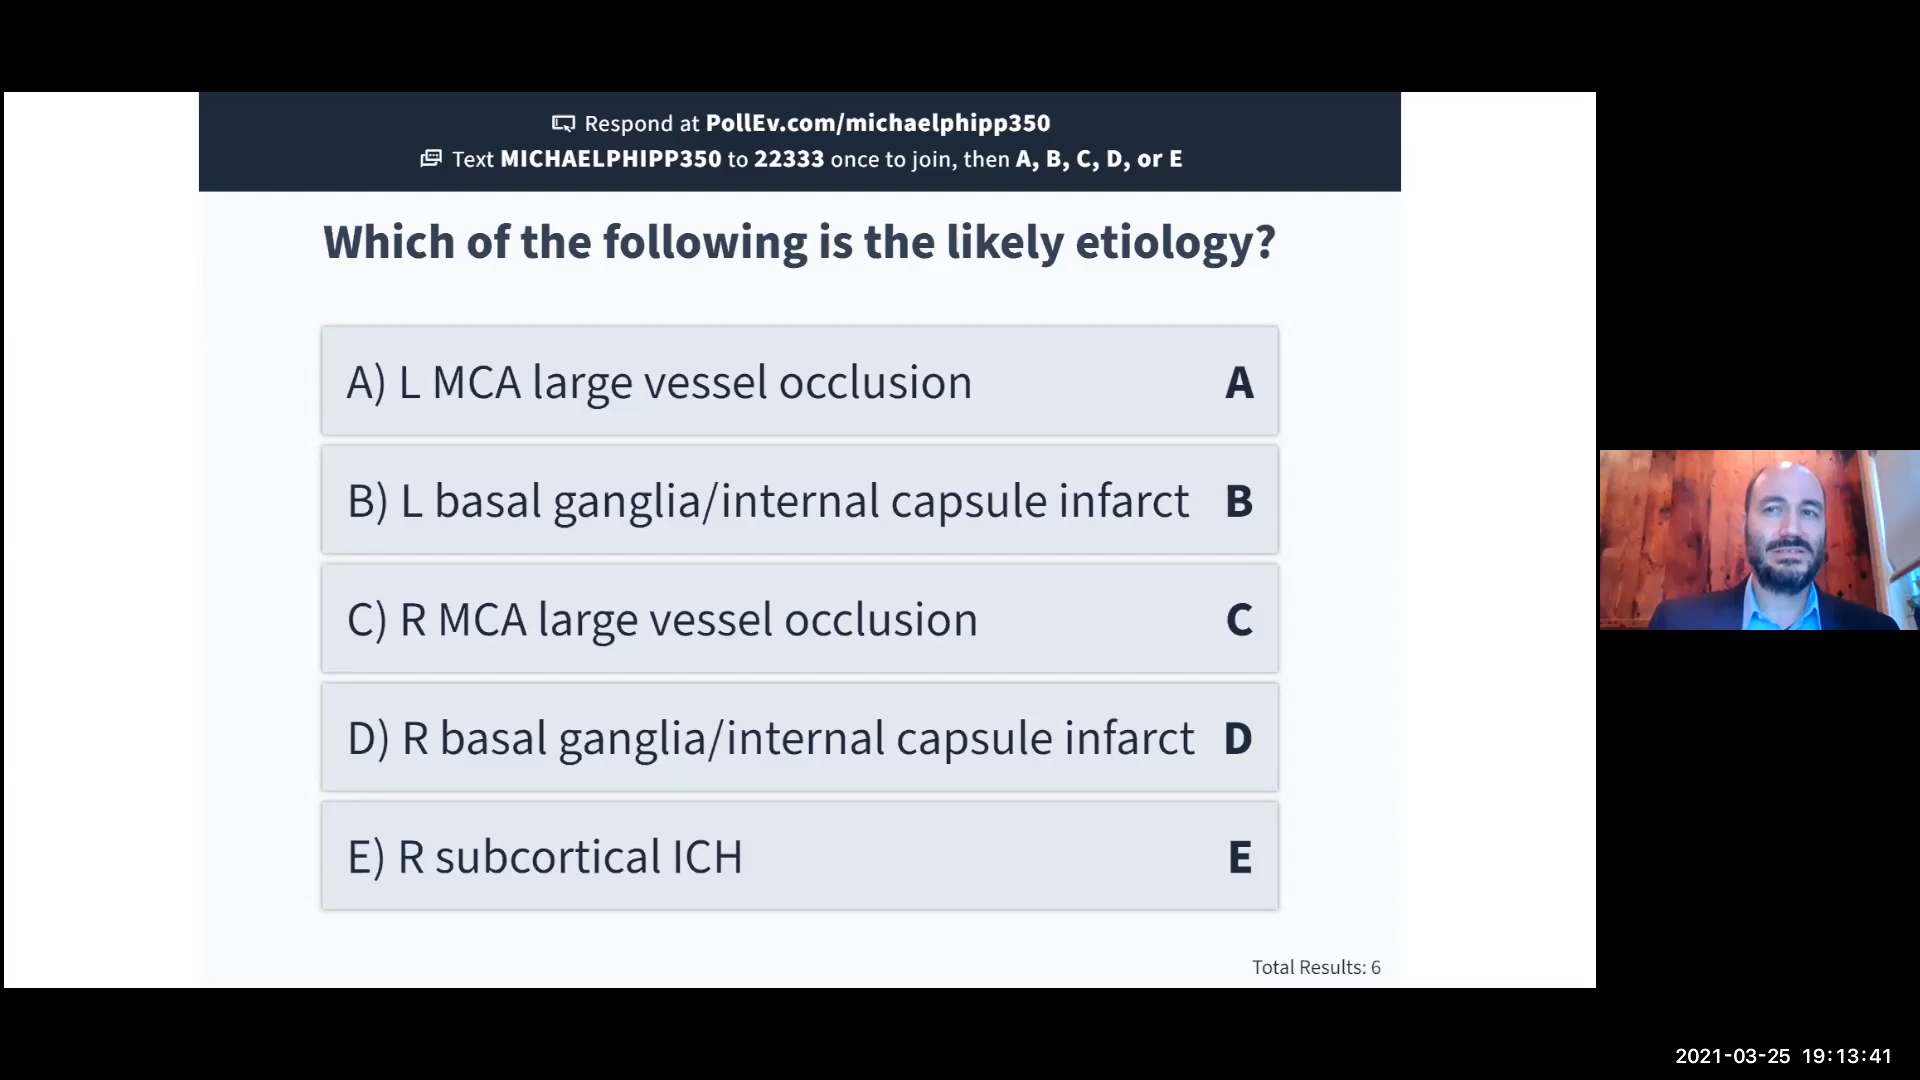 Respond at PollEv.com/michaelphipp350
Text MICHAELPHIPP350 to 22333 once to join, then A, B, C, D, or E
Which of the following is the likely etiology?
A) L MCA large vessel occlusion A
B) L basal ganglia/internal capsule infarct B
C) R MCA large vessel occlusion C
D) R basal ganglia/internal capsule infarct D
E) R subcortical ICH E
Total Results: 6
2021-03-25 19:13:41